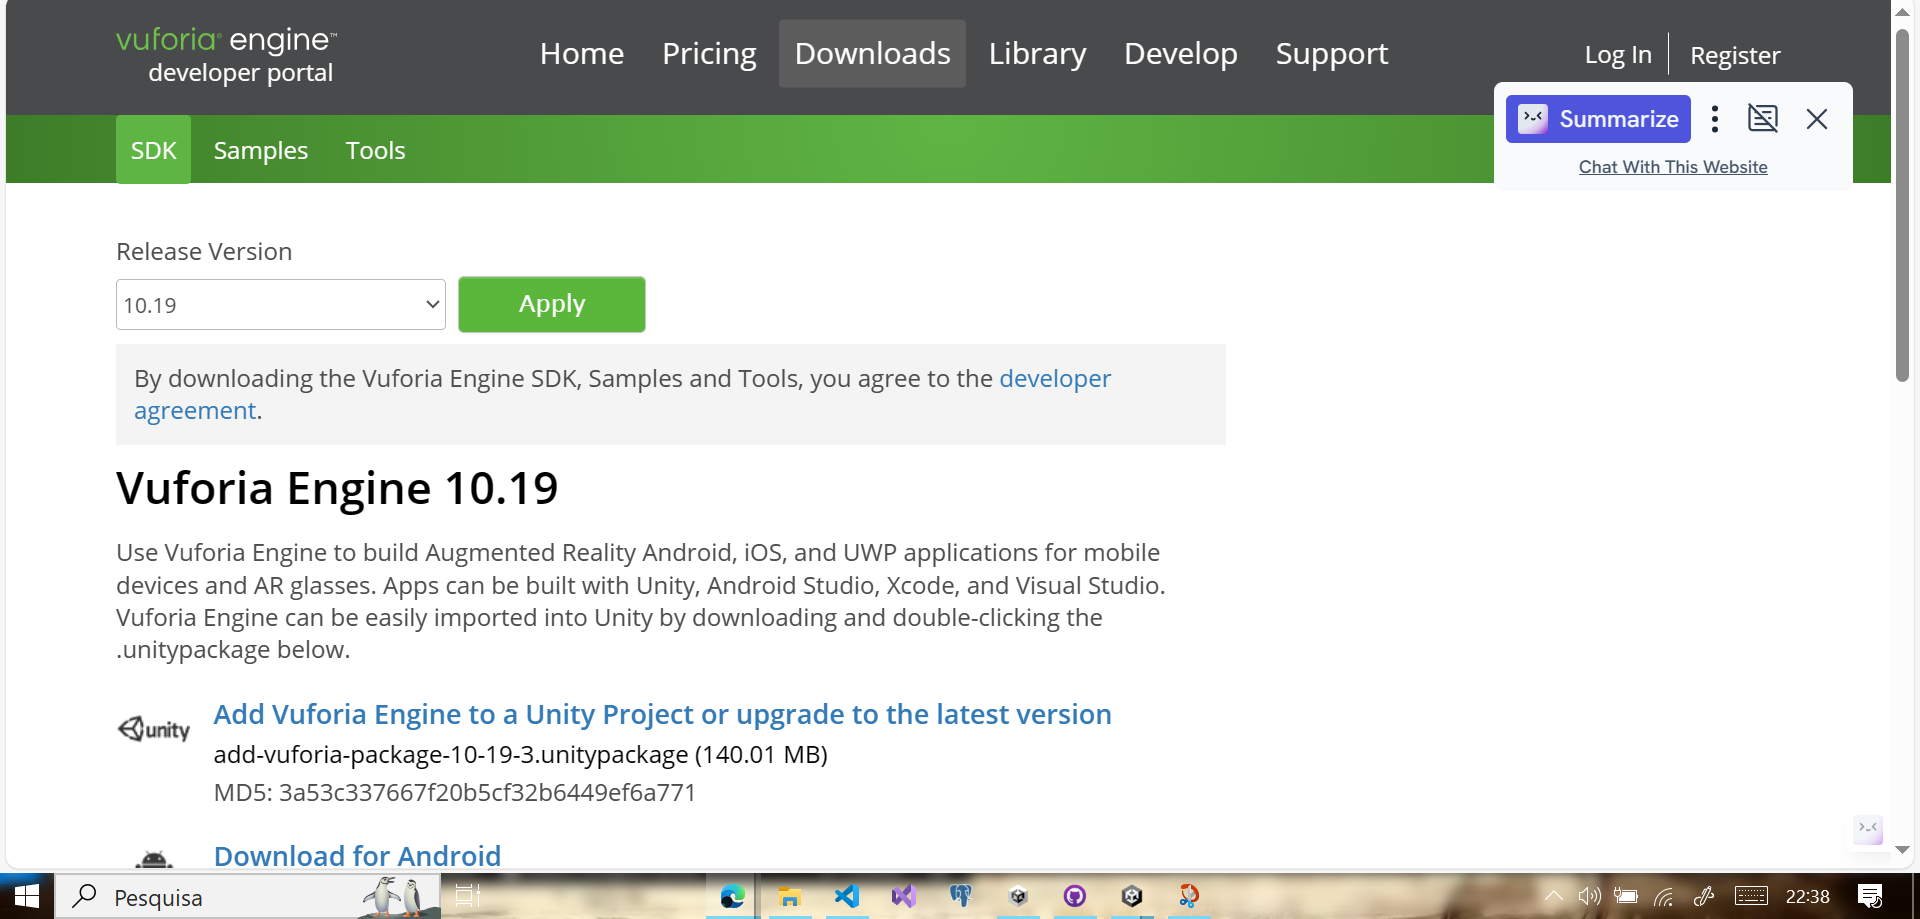 vuforia® engine™
developer portal
Home Pricing Downloads Library Develop Support
Log In Register
Summarize
Chat With This Website
SDK Samples Tools
Release Version
10.19
Apply
By downloading the Vuforia Engine SDK, Samples and Tools, you agree to the developer
agreement.
Vuforia Engine 10.19
Use Vuforia Engine to build Augmented Reality Android, iOS, and UWP applications for mobile
devices and AR glasses. Apps can be built with Unity, Android Studio, Xcode, and Visual Studio.
Vuforia Engine can be easily imported into Unity by downloading and double-clicking the
.unitypackage below.
unity
Add Vuforia Engine to a Unity Project or upgrade to the latest version
add-vuforia-package-10-19-3.unitypackage (140.01 MB)
MD5: 3a53c337667f20b5cf32b6449ef6a771
Download for Android
Pesquisa
22:38